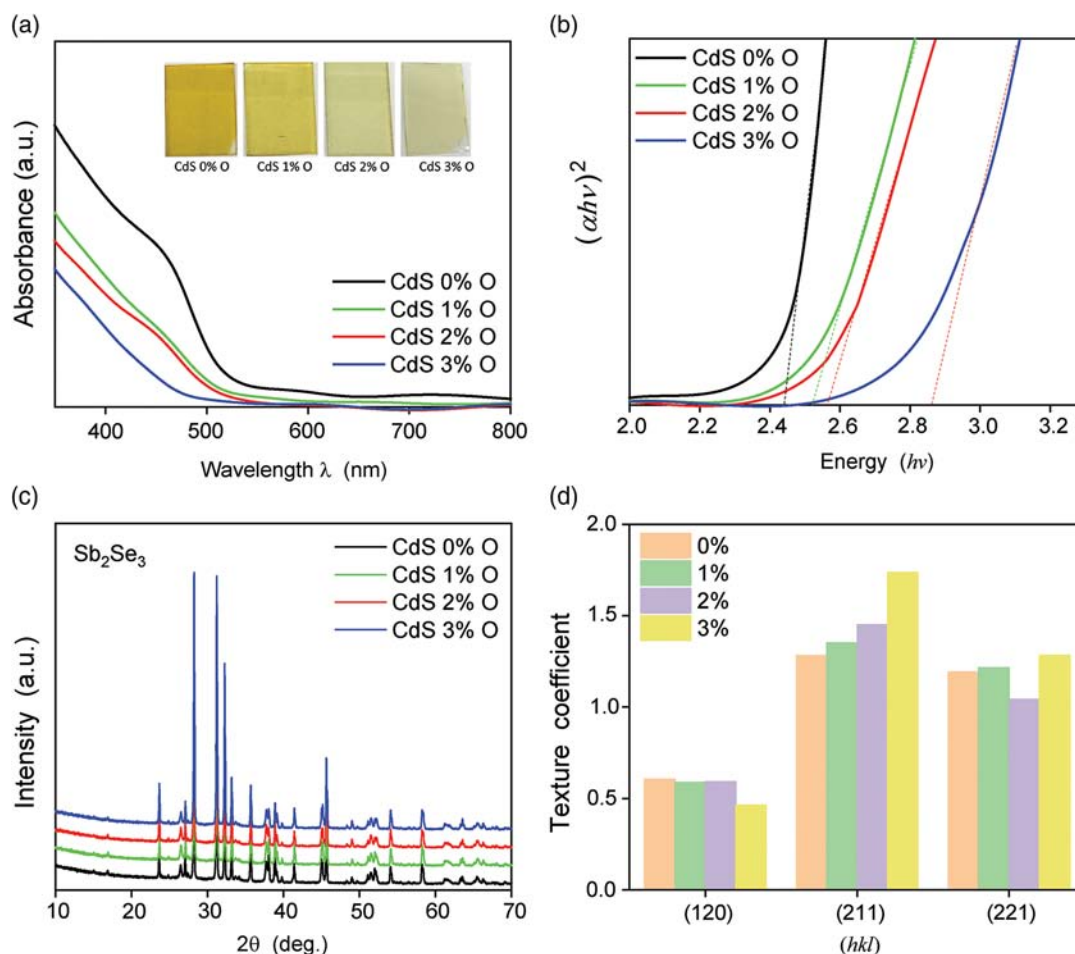 (a)
Absorbance (a.u.)
CdS 0% O
CdS 1% O
CdS 2% O
CdS 3% O
CdS 0% O
CdS 1% O
CdS 2% O
CdS 3% O
400
500
600
700
800
Wavelength λ (nm)
(b)
(αhν)²
CdS 0% O
CdS 1% O
CdS 2% O
CdS 3% O
2.0
2.2
2.4
2.6
2.8
3.0
3.2
Energy (hν)
(c)
Intensity (a.u.)
Sb₂Se₃
CdS 0% O
CdS 1% O
CdS 2% O
CdS 3% O
10
20
30
40
50
60
70
2θ (deg.)
(d)
Texture coefficient
2.0
1.5
1.0
0.5
0.0
0%
1%
2%
3%
(120)
(211)
(221)
(hkl)